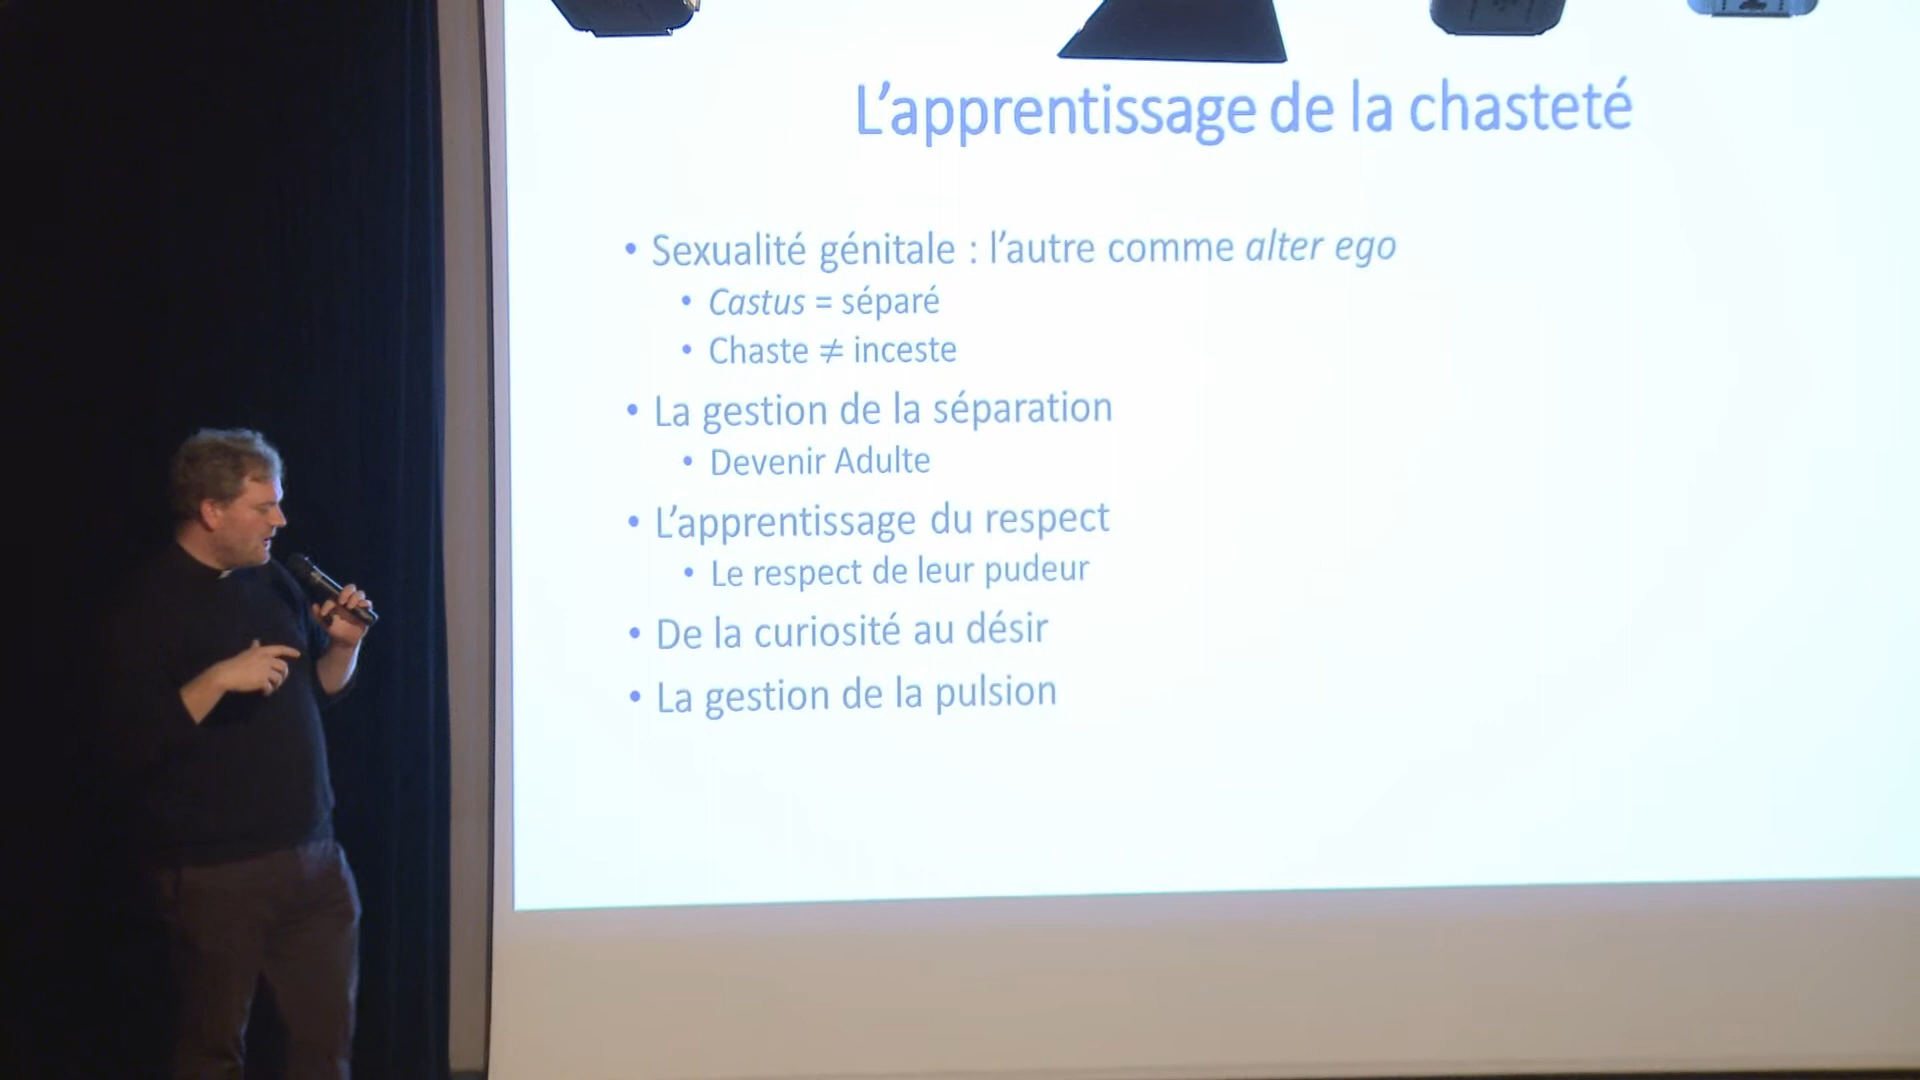 L'apprentissage de la chasteté
• Sexualité génitale : l'autre comme alter ego
• Castus = séparé
• Chaste ≠ inceste
• La gestion de la séparation
• Devenir Adulte
• L'apprentissage du respect
• Le respect de leur pudeur
• De la curiosité au désir
• La gestion de la pulsion